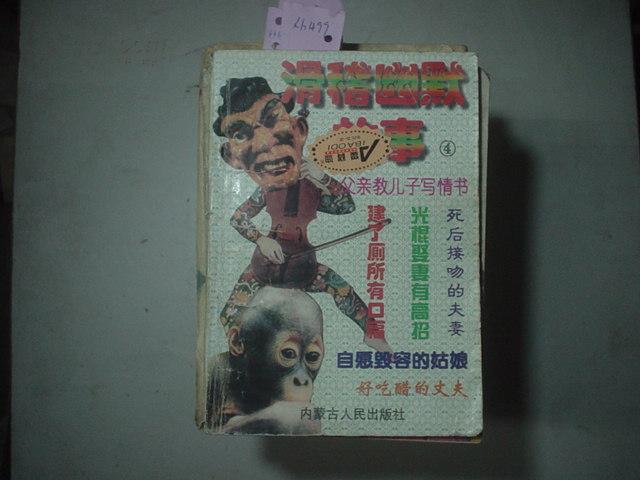 滑稽幽默
故事
④
父亲教儿子写情书
死后接吻的夫妻
光棍娶妻有高招
建了厕所有口福
自愿毁容的姑娘
好吃醋的丈夫
内蒙古人民出版社